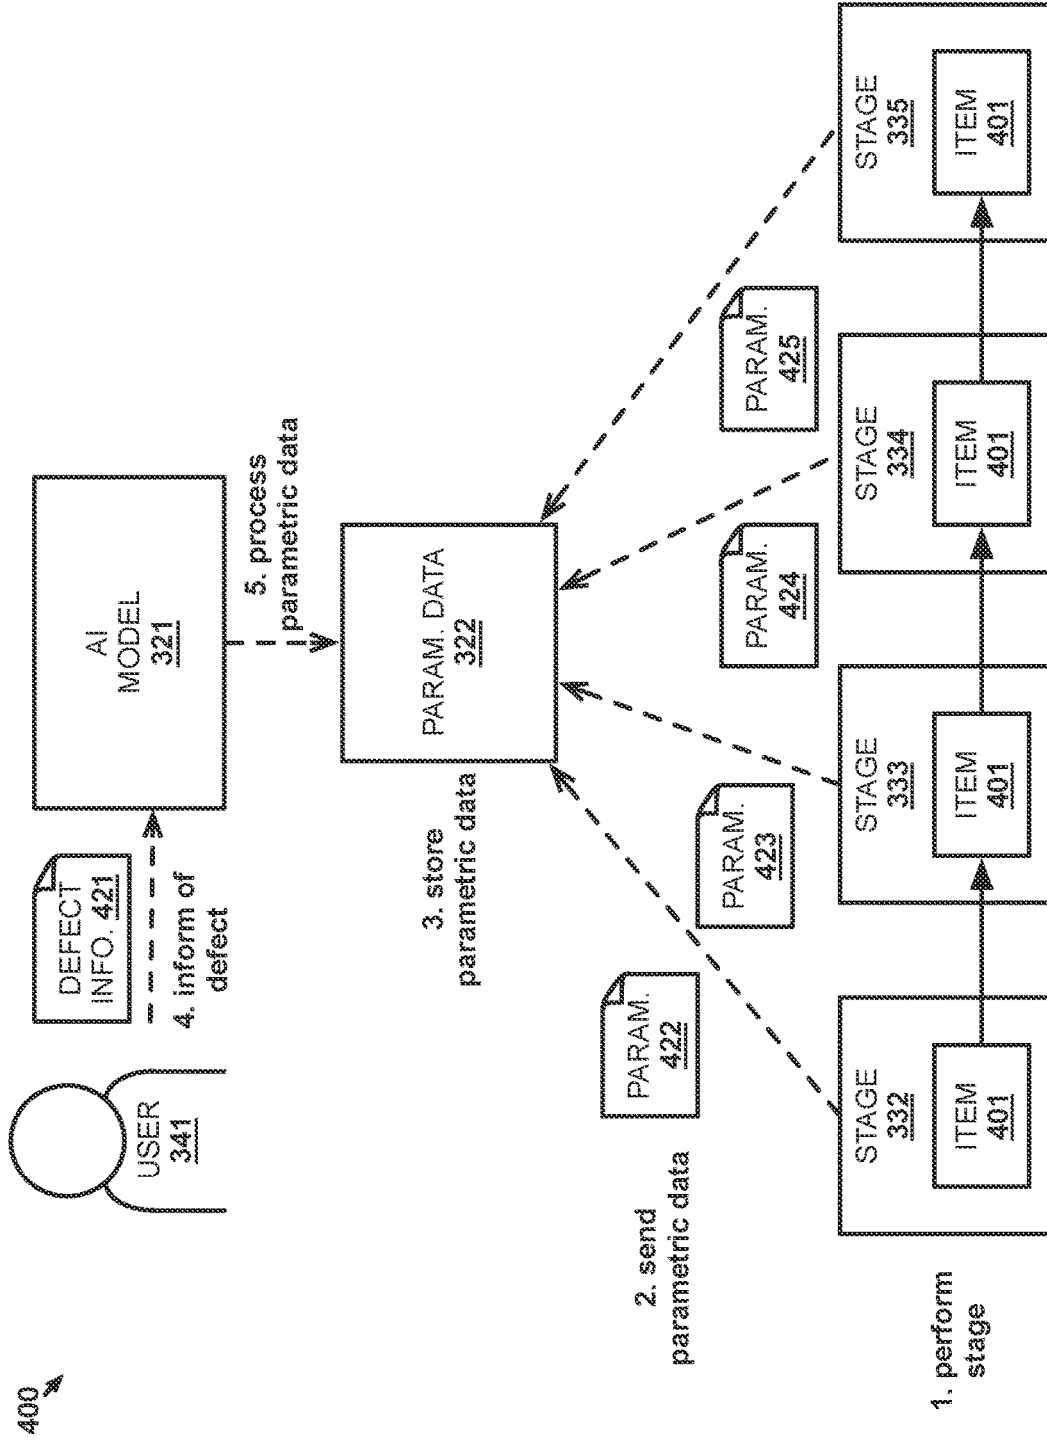 400
USER
341
DEFECT
INFO. 421
4. inform of
defect
AI
MODEL
321
5. process
parametric data
3. store
parametric data
PARAM. DATA
322
2. send
parametric data
PARAM.
422
PARAM.
423
PARAM.
424
PARAM.
425
1. perform
stage
STAGE
332
ITEM
401
STAGE
333
ITEM
401
STAGE
334
ITEM
401
STAGE
335
ITEM
401